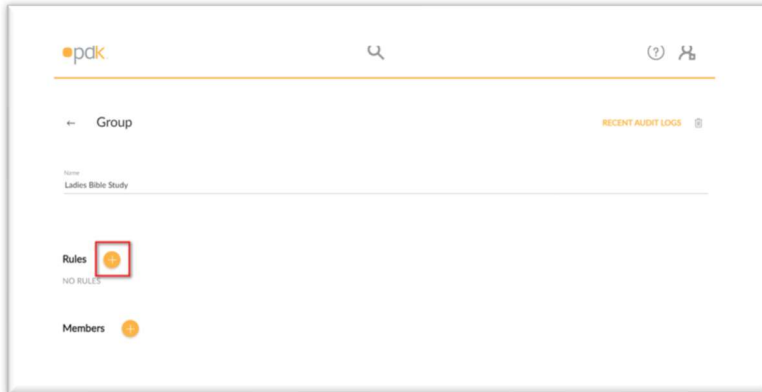 pdk
← Group
RECENT AUDIT LOGS
Name
Ladies Bible Study
Rules +
NO RULES
Members +